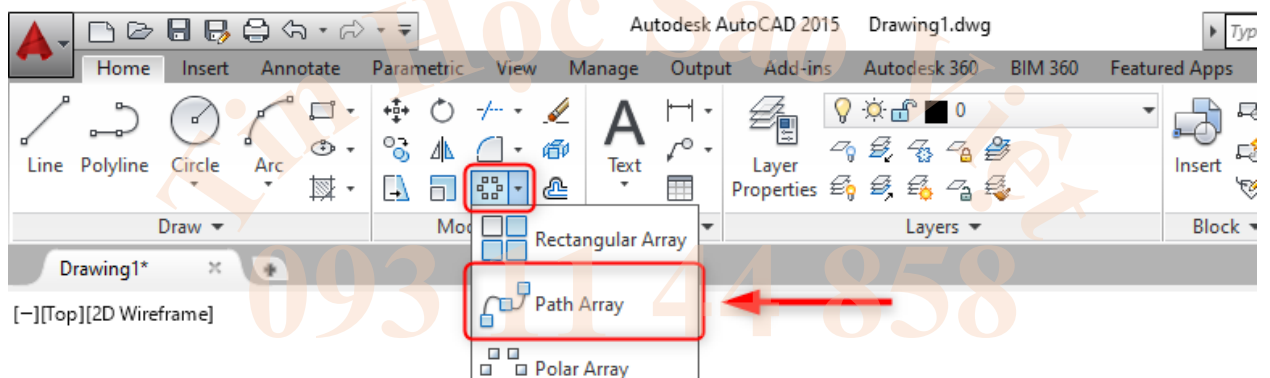 Autodesk AutoCAD 2015 Drawing1.dwg
Typ
Home Insert Annotate Parametric View Manage Output Add-ins Autodesk 360 BIM 360 Featured Apps
0
Line Polyline Circle Arc
Text
Layer
Properties
Insert
Draw
Mod
Layers
Block
Rectangular Array
Drawing1*
Path Array
[−][Top][2D Wireframe]
Polar Array
Tin Học Sao Việt
093 11 44 858